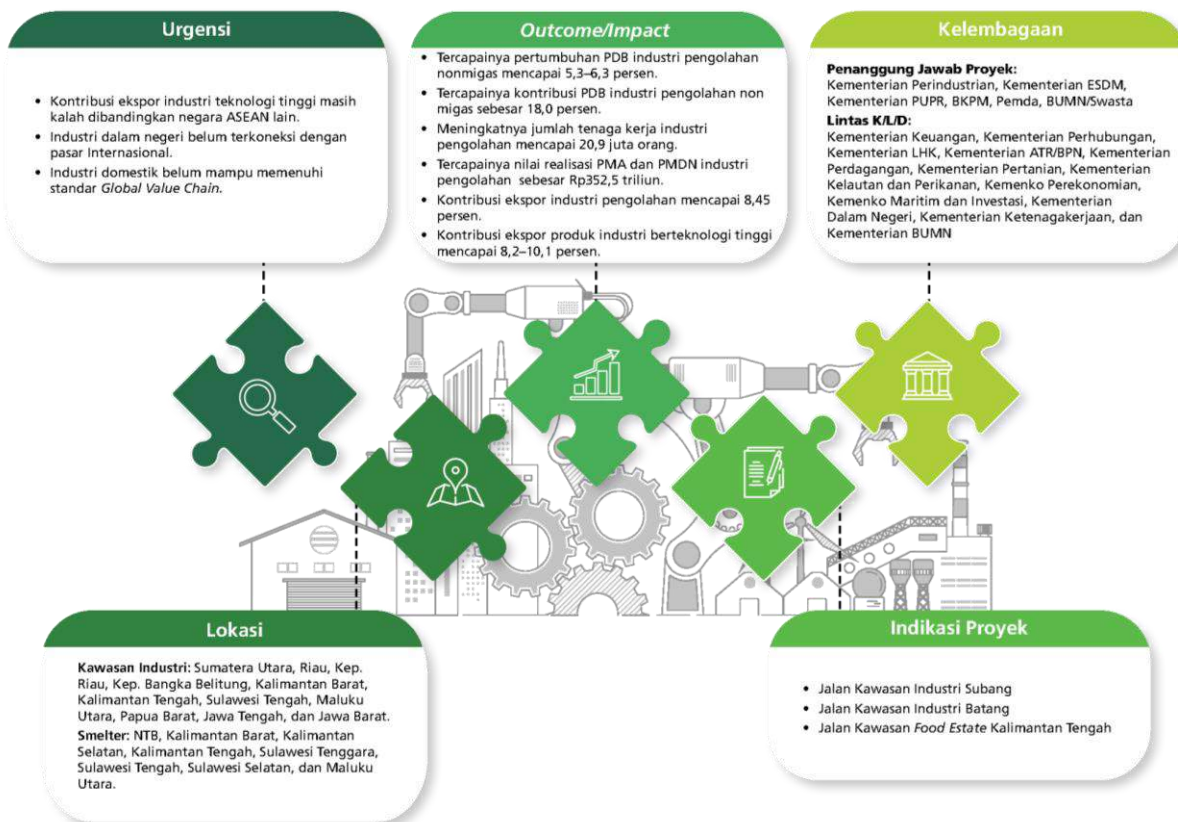 Urgensi
• Kontribusi ekspor industri teknologi tinggi masih
kalah dibandingkan negara ASEAN lain.
• Industri dalam negeri belum terkoneksi dengan
pasar Internasional.
• Industri domestik belum mampu memenuhi
standar Global Value Chain.
Outcome/Impact
• Tercapainya pertumbuhan PDB industri pengolahan
nonmigas mencapai 5,3–6,3 persen.
• Tercapainya kontribusi PDB industri pengolahan non
migas sebesar 18,0 persen.
• Meningkatnya jumlah tenaga kerja industri
pengolahan mencapai 20,9 juta orang.
• Tercapainya nilai realisasi PMA dan PMDN industri
pengolahan sebesar Rp352,5 triliun.
• Kontribusi ekspor industri pengolahan mencapai 8,45
persen.
• Kontribusi ekspor produk industri berteknologi tinggi
mencapai 8,2–10,1 persen.
Kelembagaan
Penanggung Jawab Proyek:
Kementerian Perindustrian, Kementerian ESDM,
Kementerian PUPR, BKPM, Pemda, BUMN/Swasta
Lintas K/L/D:
Kementerian Keuangan, Kementerian Perhubungan,
Kementerian LHK, Kementerian ATR/BPN, Kementerian
Perdagangan, Kementerian Pertanian, Kementerian
Kelautan dan Perikanan, Kemenko Perekonomian,
Kemenko Maritim dan Investasi, Kementerian
Dalam Negeri, Kementerian Ketenagakerjaan, dan
Kementerian BUMN
Lokasi
Kawasan Industri: Sumatera Utara, Riau, Kep.
Riau, Kep. Bangka Belitung, Kalimantan Barat,
Kalimantan Tengah, Sulawesi Tengah, Maluku
Utara, Papua Barat, Jawa Tengah, dan Jawa Barat.
Smelter: NTB, Kalimantan Barat, Kalimantan
Selatan, Kalimantan Tengah, Sulawesi Tenggara,
Sulawesi Tengah, Sulawesi Selatan, dan Maluku
Utara.
Indikasi Proyek
• Jalan Kawasan Industri Subang
• Jalan Kawasan Industri Batang
• Jalan Kawasan Food Estate Kalimantan Tengah